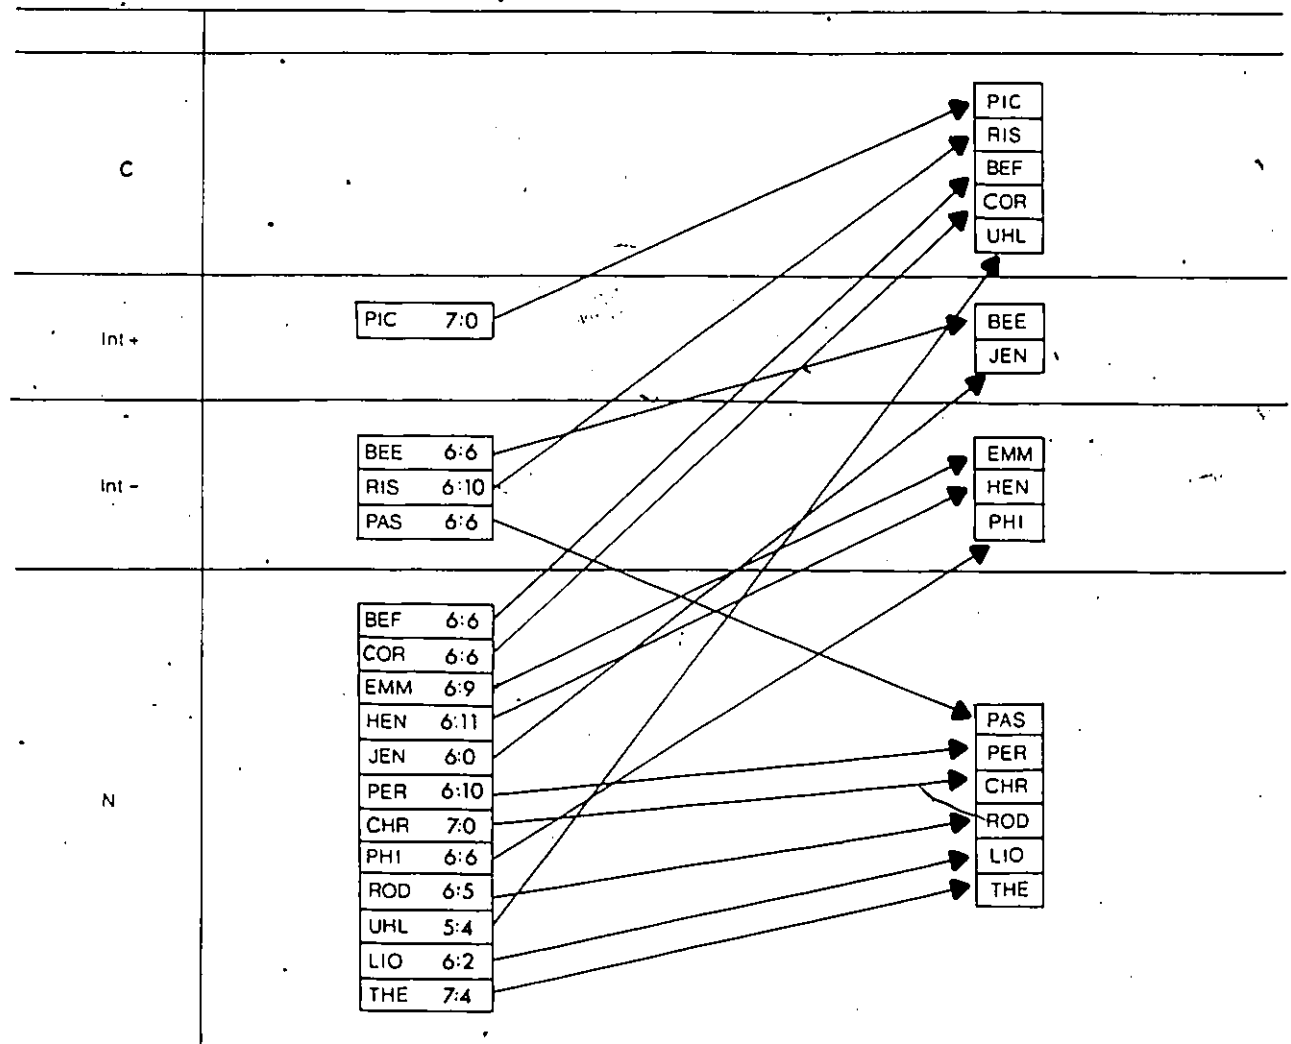 C
PIC
RIS
BEF
COR
UHL
Int +
PIC 7:0
BEE
JEN
Int -
BEE 6:6
RIS 6:10
PAS 6:6
EMM
HEN
PHI
N
BEF 6:6
COR 6:6
EMM 6:9
HEN 6:11
JEN 6:0
PER 6:10
CHR 7:0
PHI 6:6
ROD 6:5
UHL 5:4
LIO 6:2
THE 7:4
PAS
PER
CHR
ROD
LIO
THE